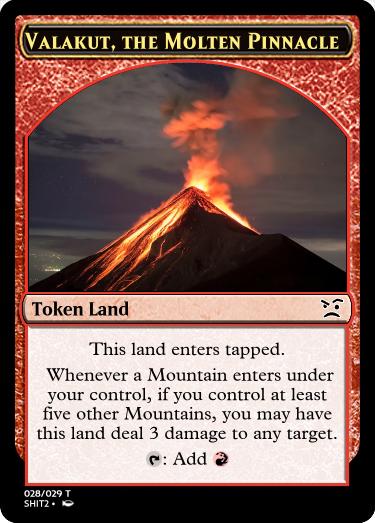 VALAKUT, THE MOLTEN PINNACLE
Token Land
This land enters tapped.
Whenever a Mountain enters under
your control, if you control at least
five other Mountains, you may have
this land deal 3 damage to any target.
: Add
028/029 T
SHIT2 •